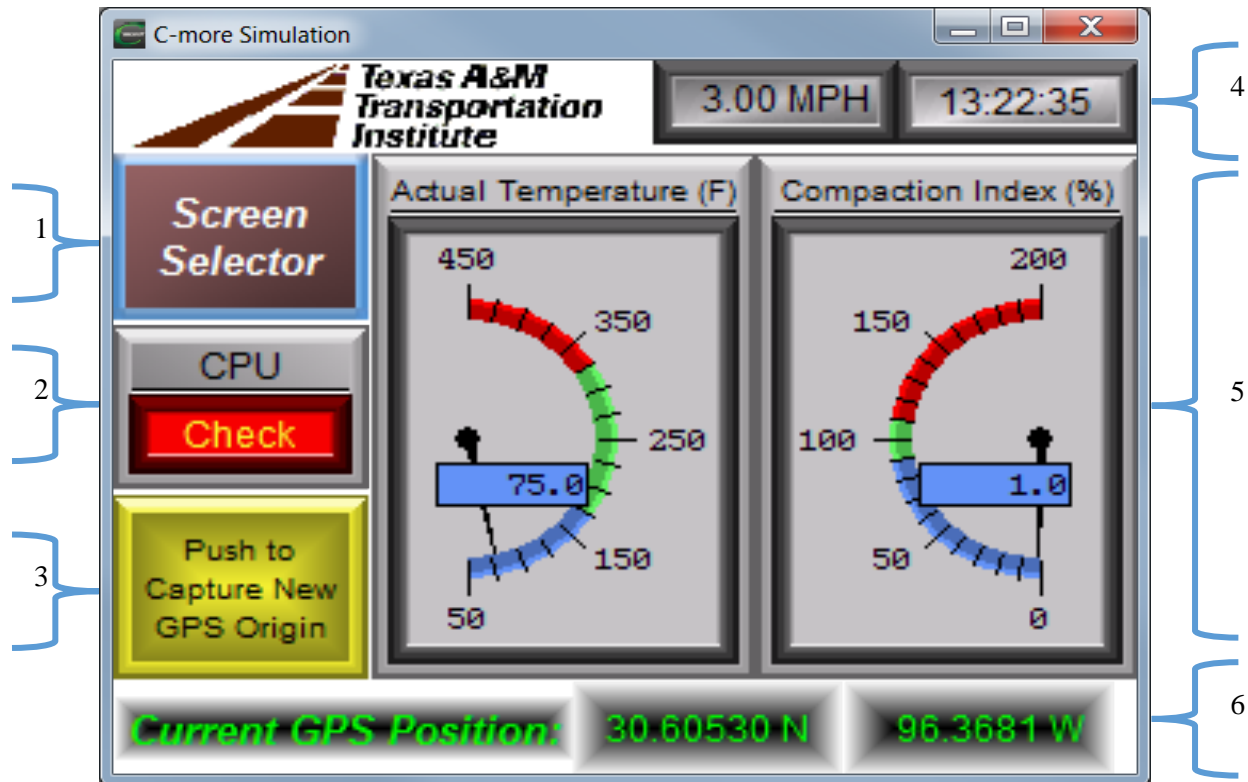 C-more Simulation
Texas A&M
Transportation
Institute
3.00 MPH
13:22:35
4
1
Screen
Selector
2
CPU
Check
3
Push to
Capture New
GPS Origin
Actual Temperature (F)
450
350
250
75.0
150
50
Compaction Index (%)
200
150
100
1.0
50
0
5
Current GPS Position:
30.60530 N
96.3681 W
6